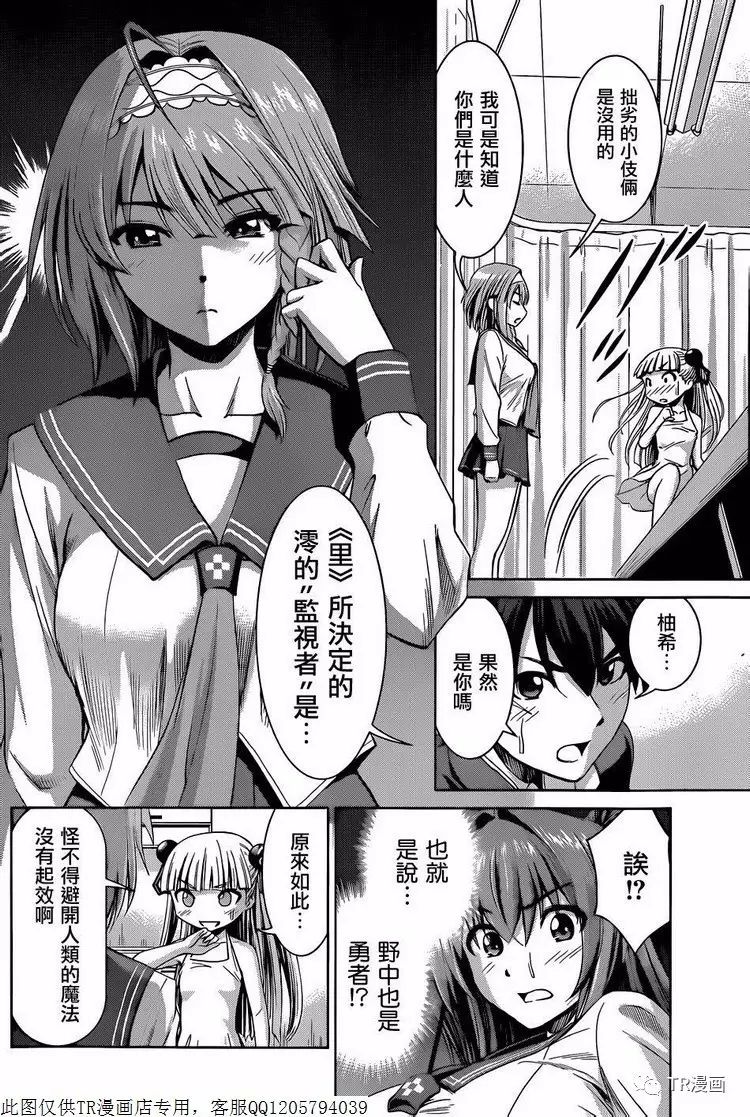 拙劣的小伎倆
是沒用的
我可是知道
你們是什麼人
《里》所決定的
澪的"監視者"是…
柚希…
果然
是你嗎
誒!?
也就
是說…
野中也是
勇者!?
原來如此…
怪不得避開人類的魔法
沒有起效啊
TR漫画
此图仅供TR漫画店专用，客服QQ1205794039